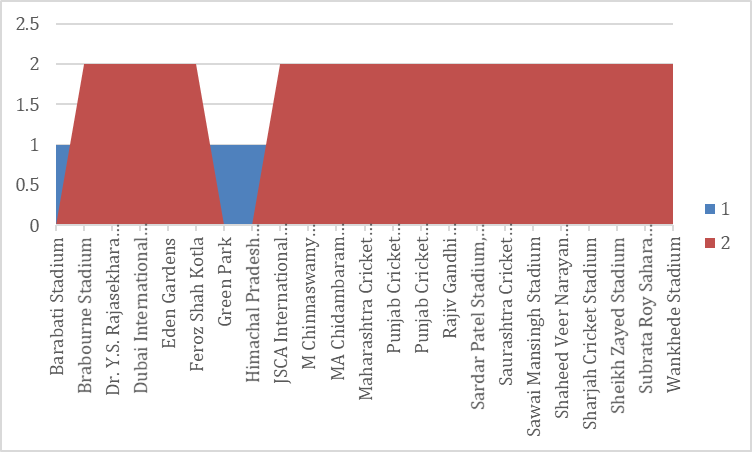 2.5
2
1.5
1
0.5
0
Barabati Stadium
Brabourne Stadium
Dr. Y.S. Rajasekhara…
Dubai International…
Eden Gardens
Feroz Shah Kotla
Green Park
Himachal Pradesh…
JSCA International…
M Chinnaswamy…
MA Chidambaram…
Maharashtra Cricket…
Punjab Cricket…
Punjab Cricket…
Rajiv Gandhi…
Sardar Patel Stadium,…
Saurashtra Cricket…
Sawai Mansingh Stadium
Shaheed Veer Narayan…
Sharjah Cricket Stadium
Sheikh Zayed Stadium
Subrata Roy Sahara…
Wankhede Stadium
1
2